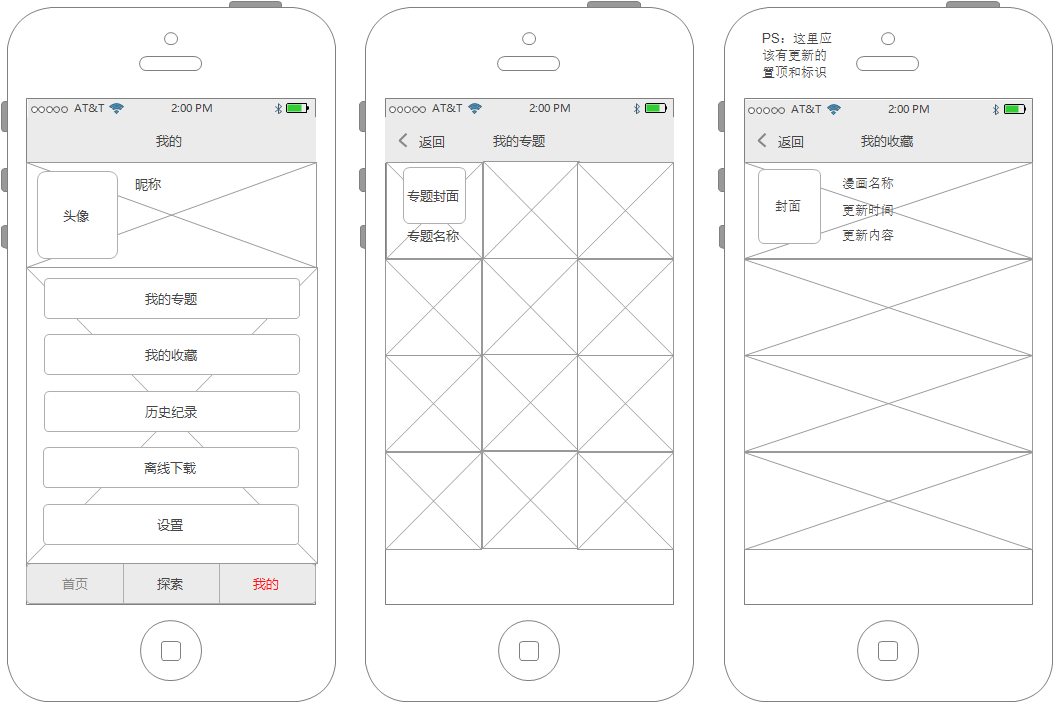 AT&T 2:00 PM
我的
昵称
头像
我的专题
我的收藏
历史纪录
离线下载
设置
首页 探索 我的
AT&T 2:00 PM
返回 我的专题
专题封面
专题名称
PS：这里应
该有更新的
置顶和标识
AT&T 2:00 PM
返回 我的收藏
封面
漫画名称
更新时间
更新内容